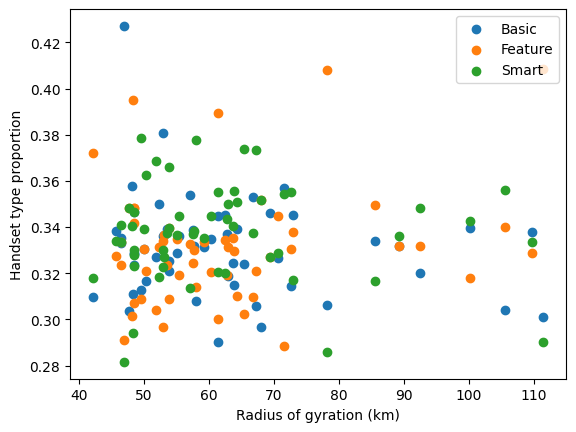 Basic
Feature
Smart
0.42
0.40
0.38
0.36
0.34
0.32
0.30
0.28
Handset type proportion
40 50 60 70 80 90 100 110
Radius of gyration (km)